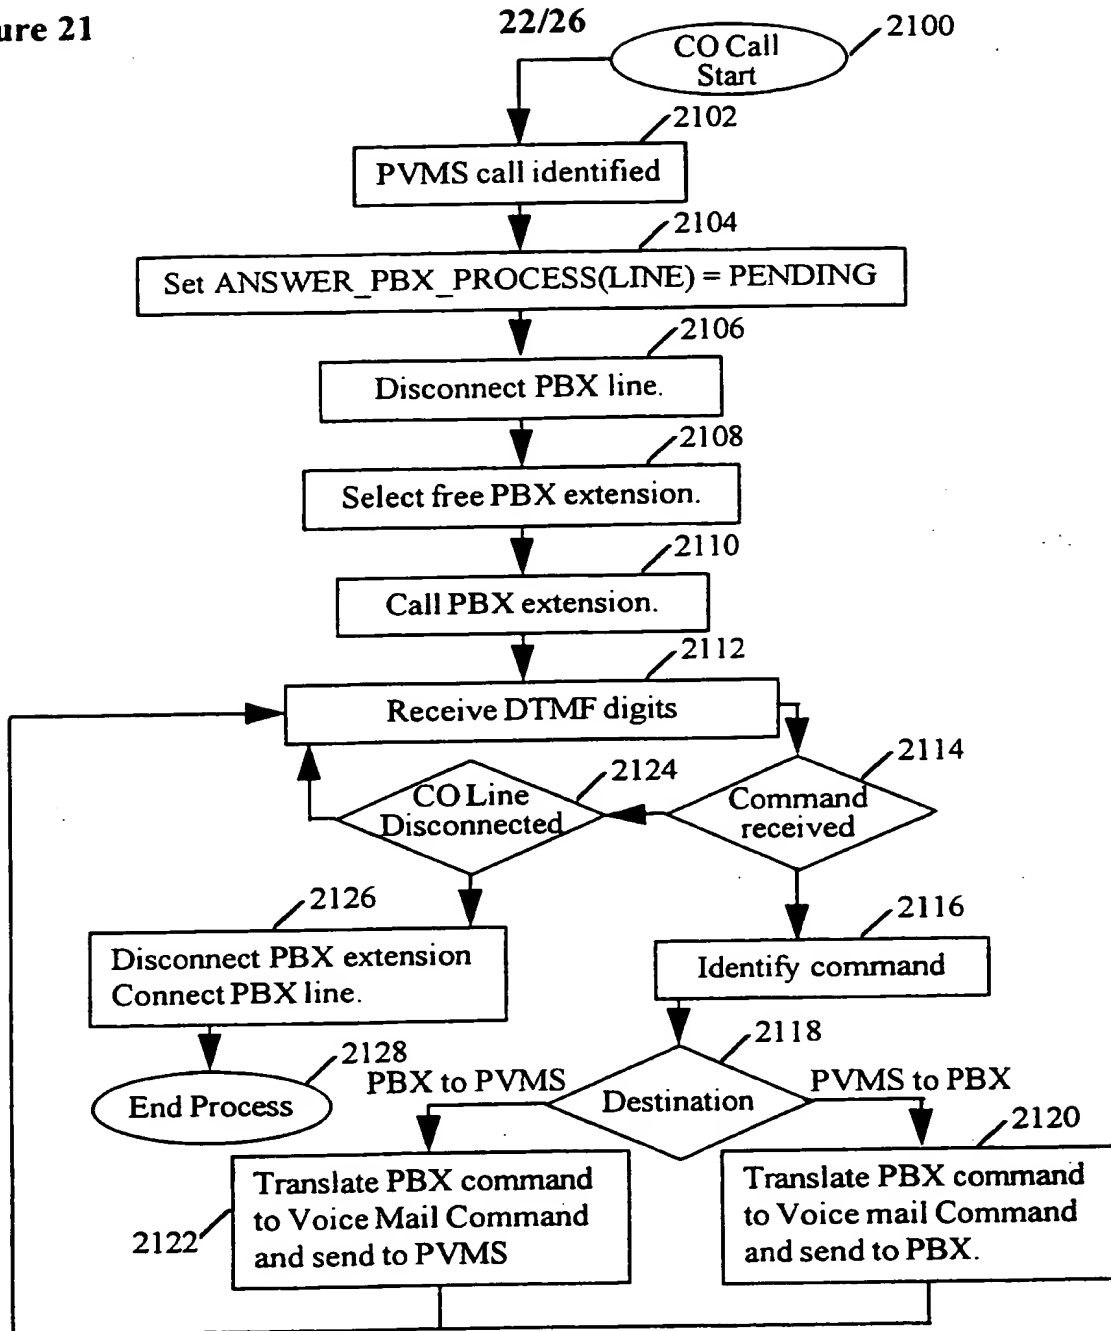 ure 21
22/26
CO Call
Start
2100
2102
PVMS call identified
2104
Set ANSWER_PBX_PROCESS(LINE) = PENDING
2106
Disconnect PBX line.
2108
Select free PBX extension.
2110
Call PBX extension.
2112
Receive DTMF digits
2114
Command
received
2124
CO Line
Disconnected
2126
Disconnect PBX extension
Connect PBX line.
2116
Identify command
2128
End Process
2118
Destination
PBX to PVMS
PVMS to PBX
2122
Translate PBX command
to Voice Mail Command
and send to PVMS
2120
Translate PBX command
to Voice mail Command
and send to PBX.